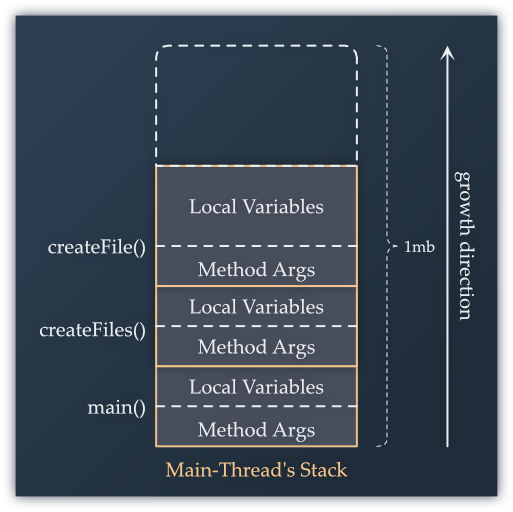 Local Variables
createFile()
Method Args
Local Variables
createFiles()
Method Args
Local Variables
main()
Method Args
1mb
growth direction
Main-Thread's Stack